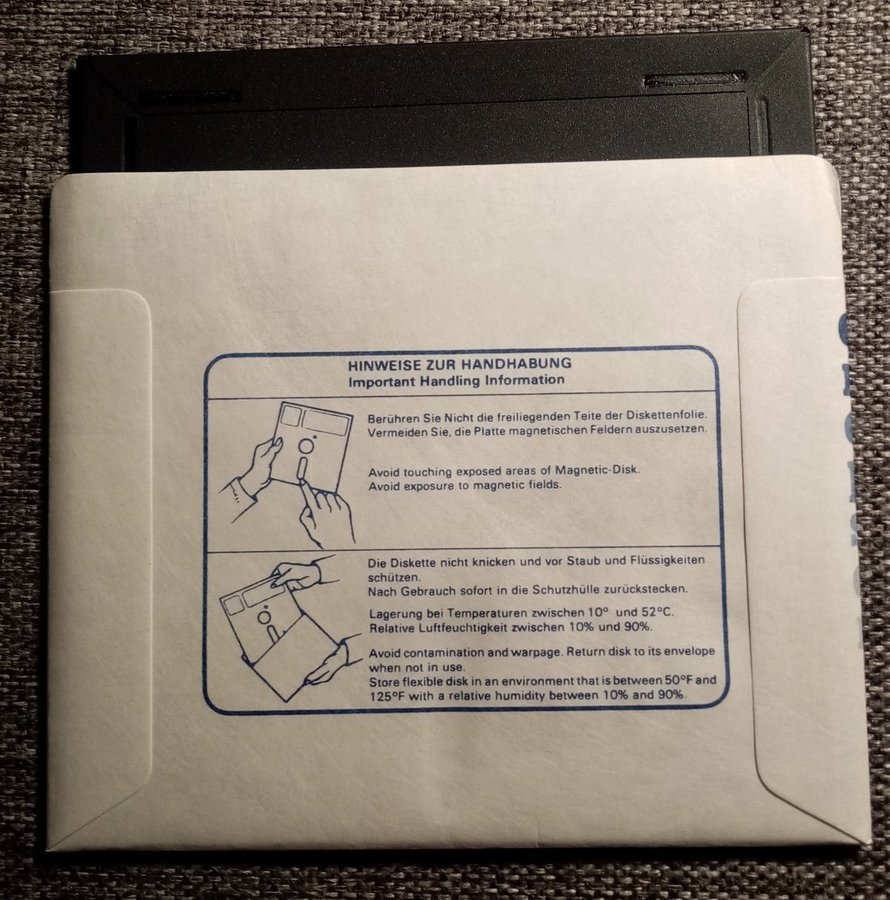 HINWEISE ZUR HANDHABUNG
Important Handling Information
Berühren Sie Nicht die freiliegenden Teite der Diskettenfolie.
Vermeiden Sie, die Platte magnetischen Feldern auszusetzen.
Avoid touching exposed areas of Magnetic-Disk.
Avoid exposure to magnetic fields.
Die Diskette nicht knicken und vor Staub und Flüssigkeiten
schützen.
Nach Gebrauch sofort in die Schutzhülle zurückstecken.
Lagerung bei Temperaturen zwischen 10° und 52°C.
Relative Luftfeuchtigkeit zwischen 10% und 90%.
Avoid contamination and warpage. Return disk to its envelope
when not in use.
Store flexible disk in an environment that is between 50°F and
125°F with a relative humidity between 10% and 90%.